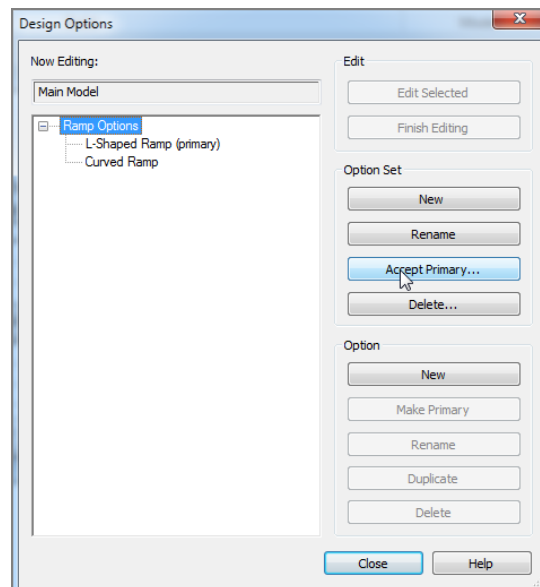 Design Options
Now Editing:
Main Model
Ramp Options
L-Shaped Ramp (primary)
Curved Ramp
Edit
Edit Selected
Finish Editing
Option Set
New
Rename
Accept Primary...
Delete...
Option
New
Make Primary
Rename
Duplicate
Delete
Close
Help